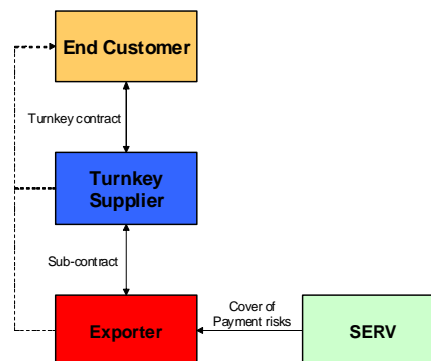 End Customer
Turnkey contract
Turnkey
Supplier
Sub-contract
Cover of
Payment risks
Exporter
SERV